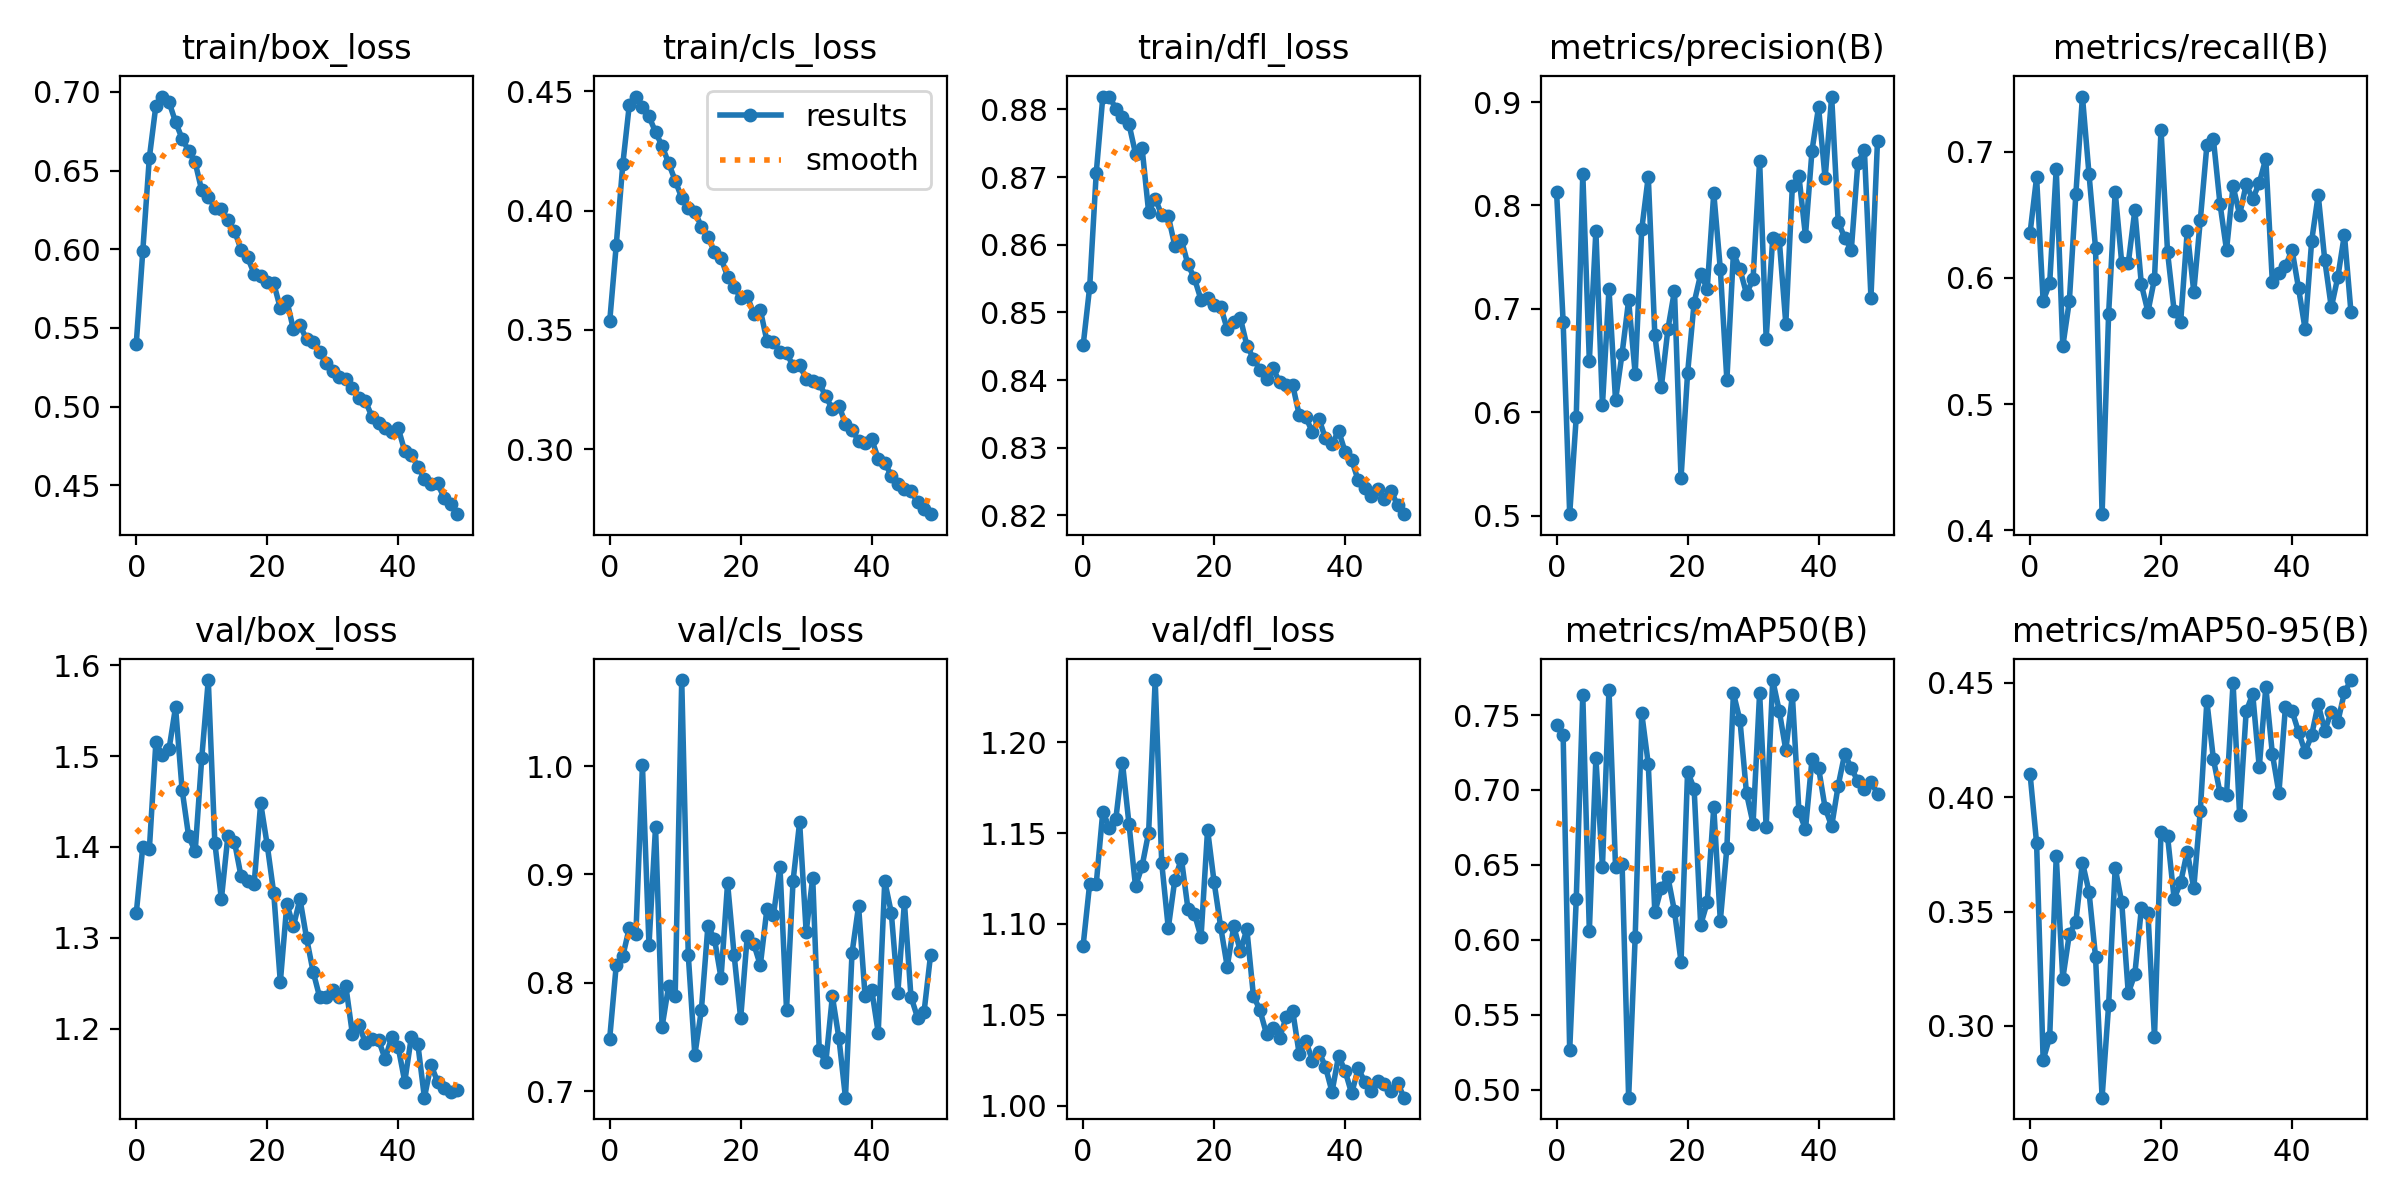 train/box_loss
0.70
0.65
0.60
0.55
0.50
0.45
0 20 40
train/cls_loss
results
smooth
0.45
0.40
0.35
0.30
0 20 40
train/dfl_loss
0.88
0.87
0.86
0.85
0.84
0.83
0.82
0 20 40
metrics/precision(B)
0.9
0.8
0.7
0.6
0.5
0 20 40
metrics/recall(B)
0.7
0.6
0.5
0.4
0 20 40
val/box_loss
1.6
1.5
1.4
1.3
1.2
0 20 40
val/cls_loss
1.0
0.9
0.8
0.7
0 20 40
val/dfl_loss
1.20
1.15
1.10
1.05
1.00
0 20 40
metrics/mAP50(B)
0.75
0.70
0.65
0.60
0.55
0.50
0 20 40
metrics/mAP50-95(B)
0.45
0.40
0.35
0.30
0 20 40